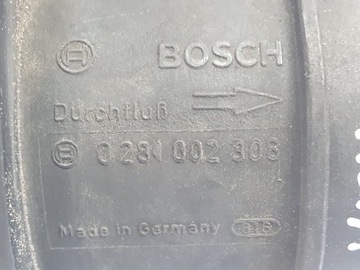 BOSCH
Durchfluß
0 281 002 308
Made in Germany